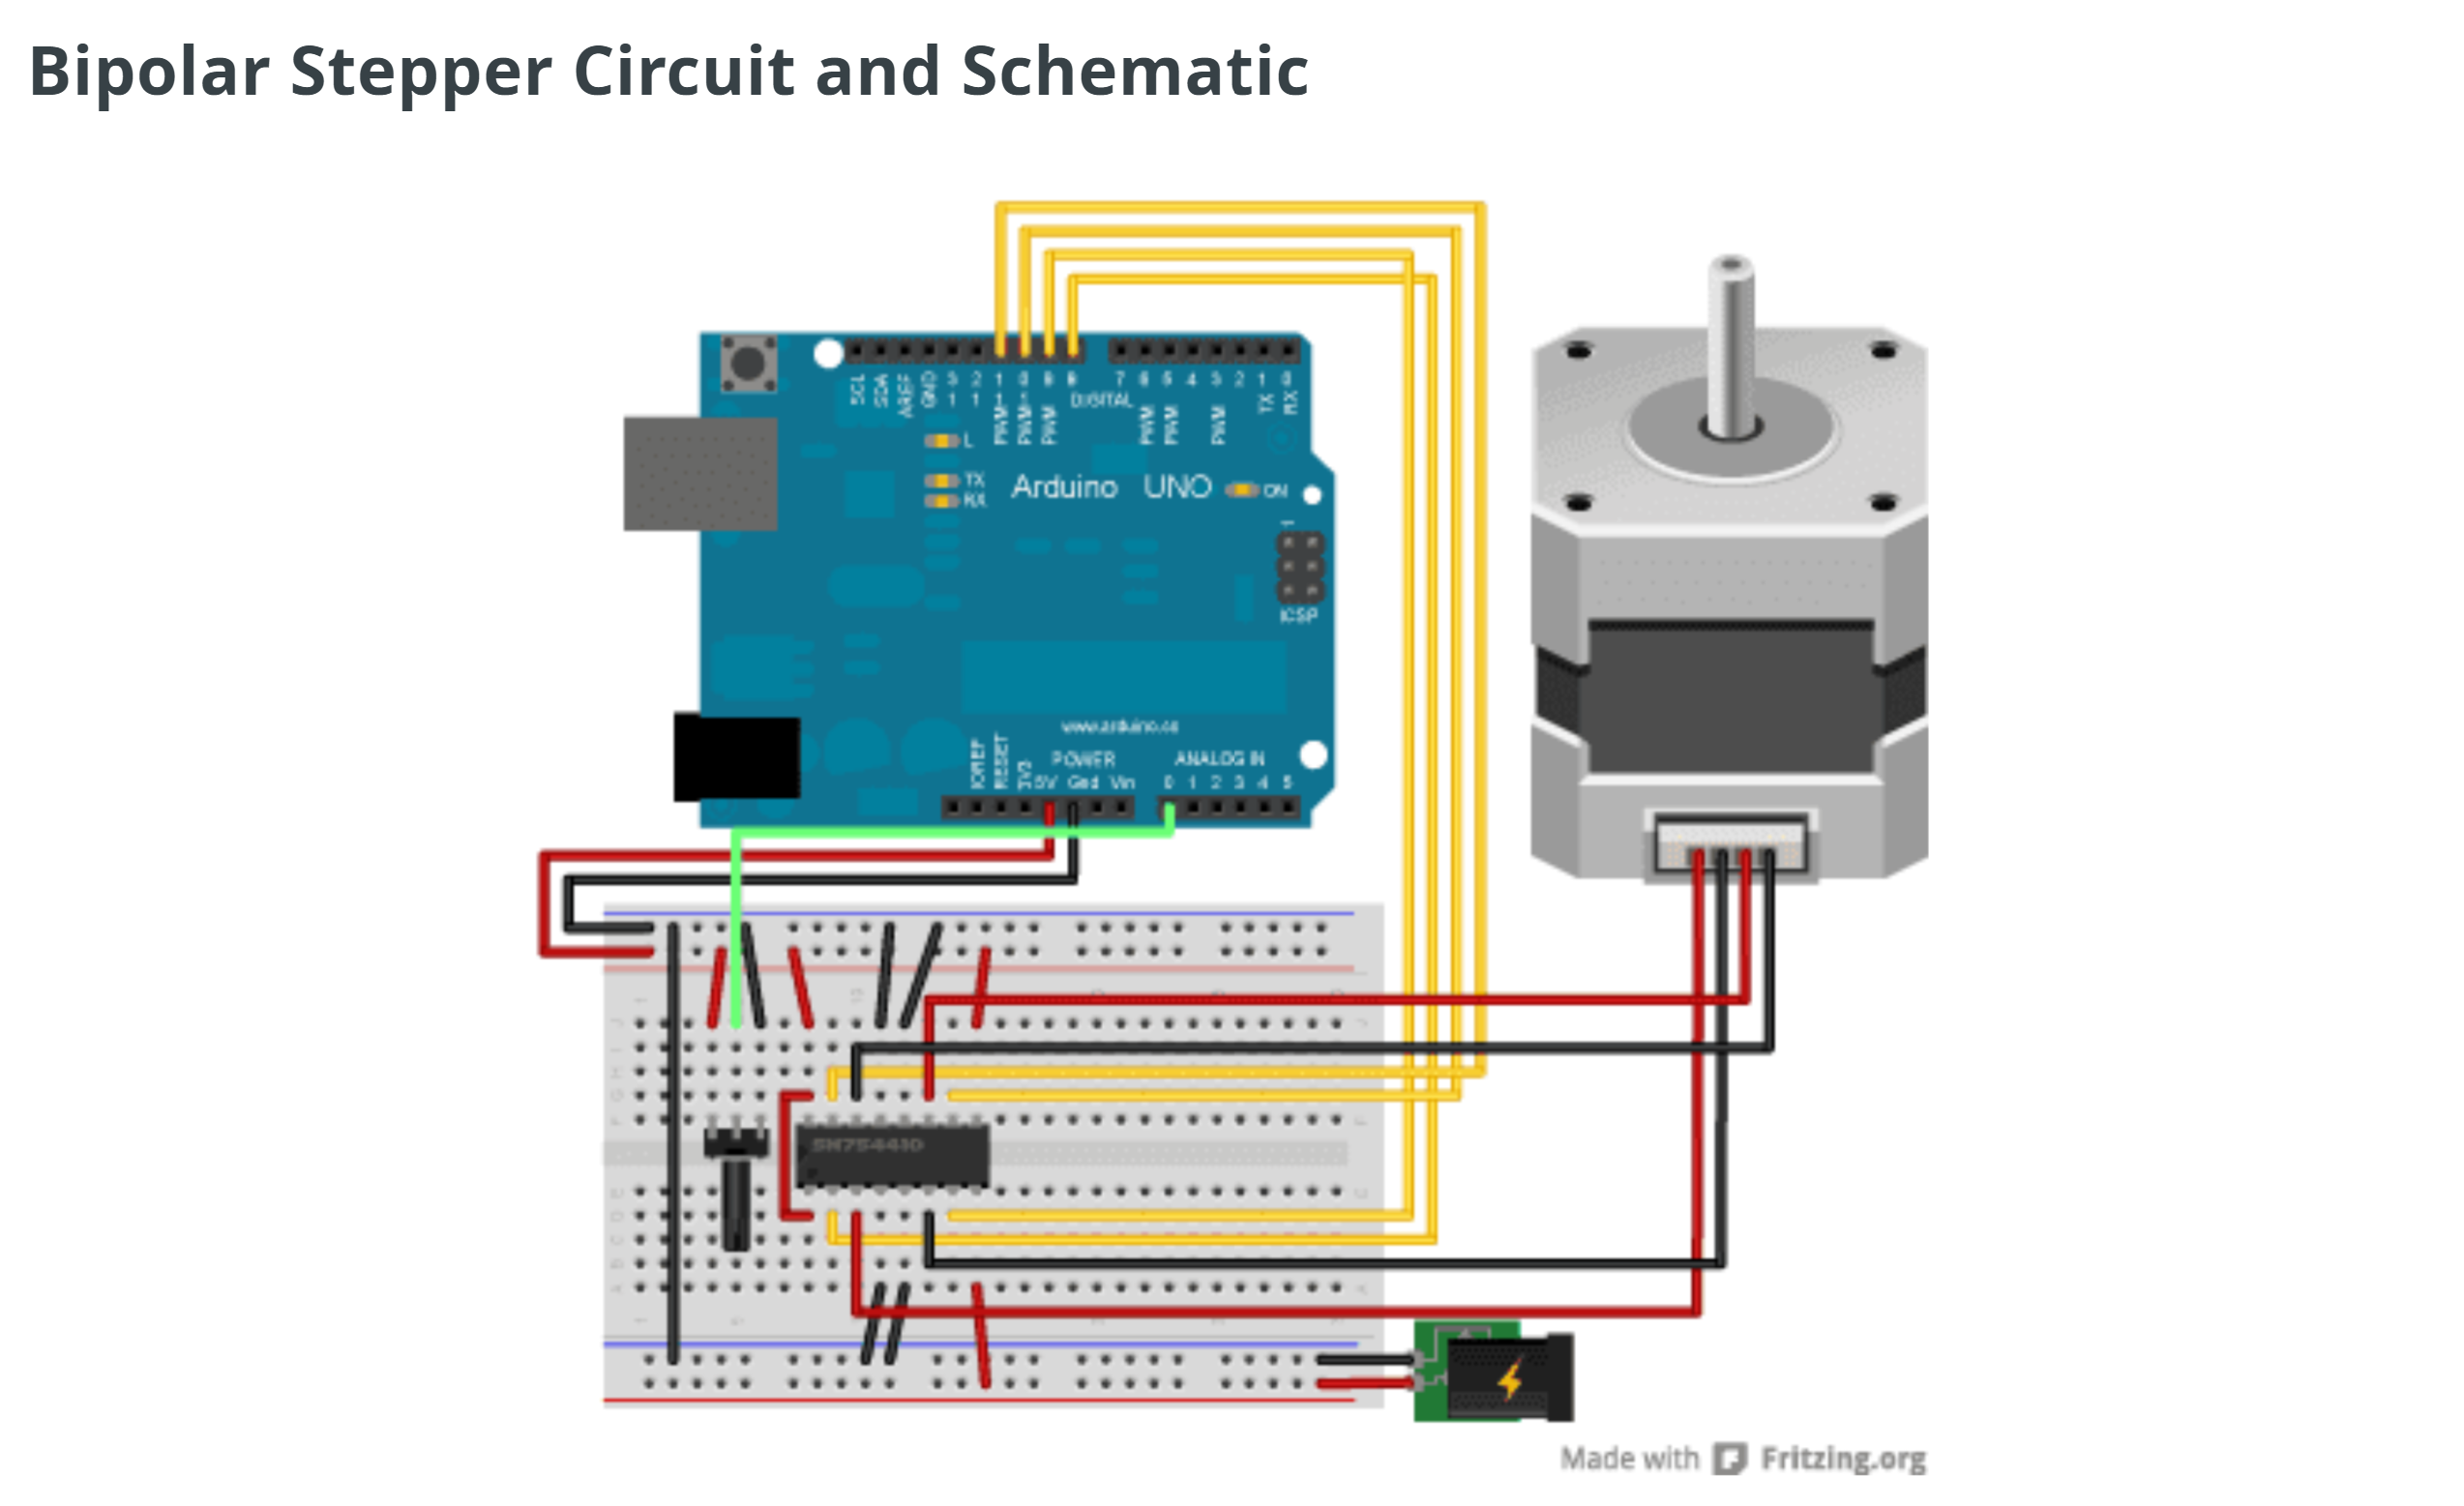 Bipolar Stepper Circuit and Schematic
SCL SDA AREF GND 13 12 PWM 11 PWM 10 PWM 9 8 7 PWM 6 PWM 5 4 PWM 3 2 TX 1 RX 0
DIGITAL
L
TX
RX
Arduino UNO ON
1
ICSP
www.arduino.cc
POWER ANALOG IN
IOREF RESET 3V3 5V Gnd Vin 0 1 2 3 4 5
Made with Fritzing.org